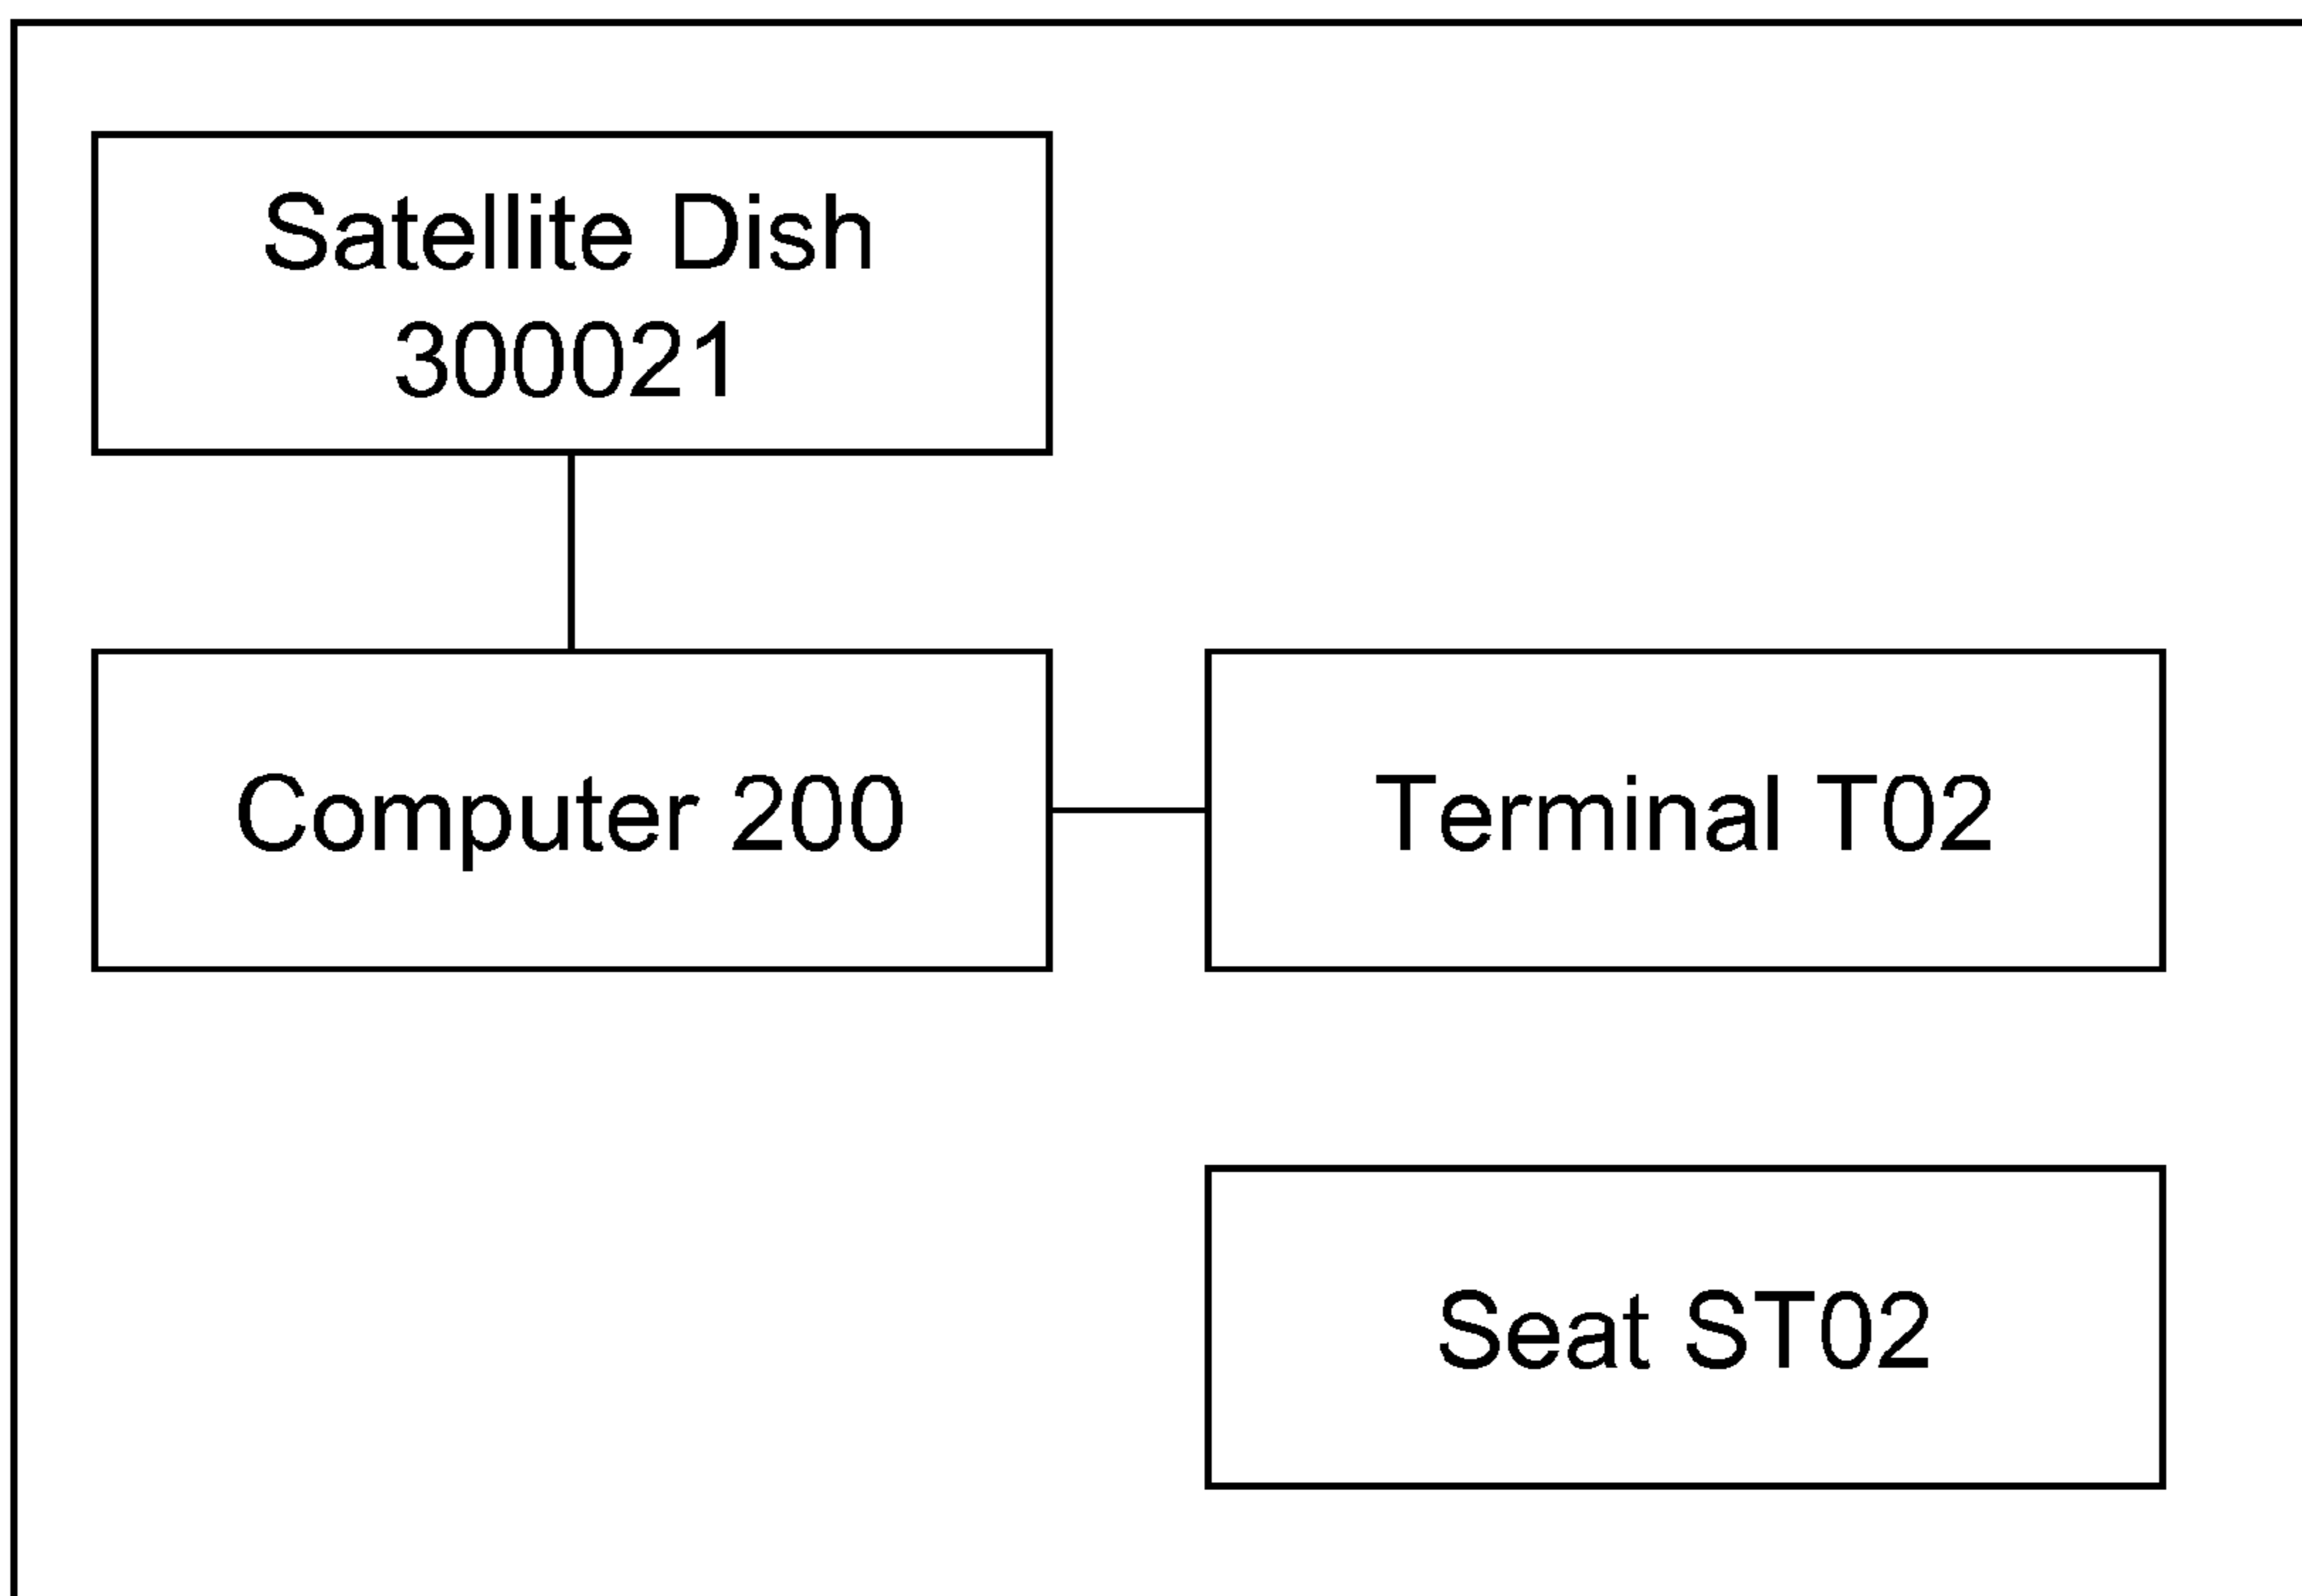 Satellite Dish
300021
Computer 200
Terminal T02
Seat ST02